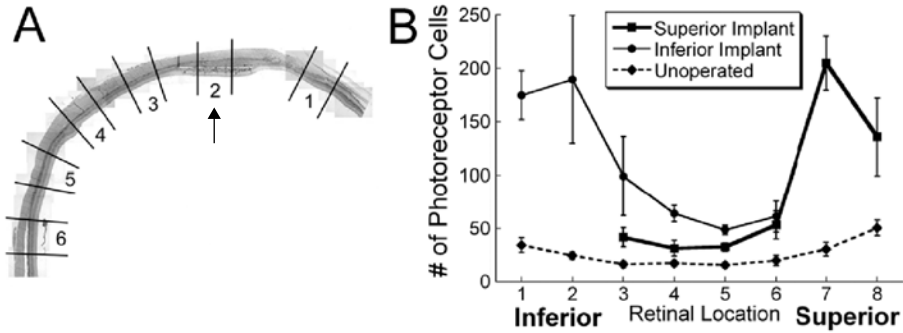 A
1
2
3
4
5
6
B
# of Photoreceptor Cells
250
200
150
100
50
0
Superior Implant
Inferior Implant
Unoperated
1 2 3 4 5 6 7 8
Inferior Retinal Location Superior